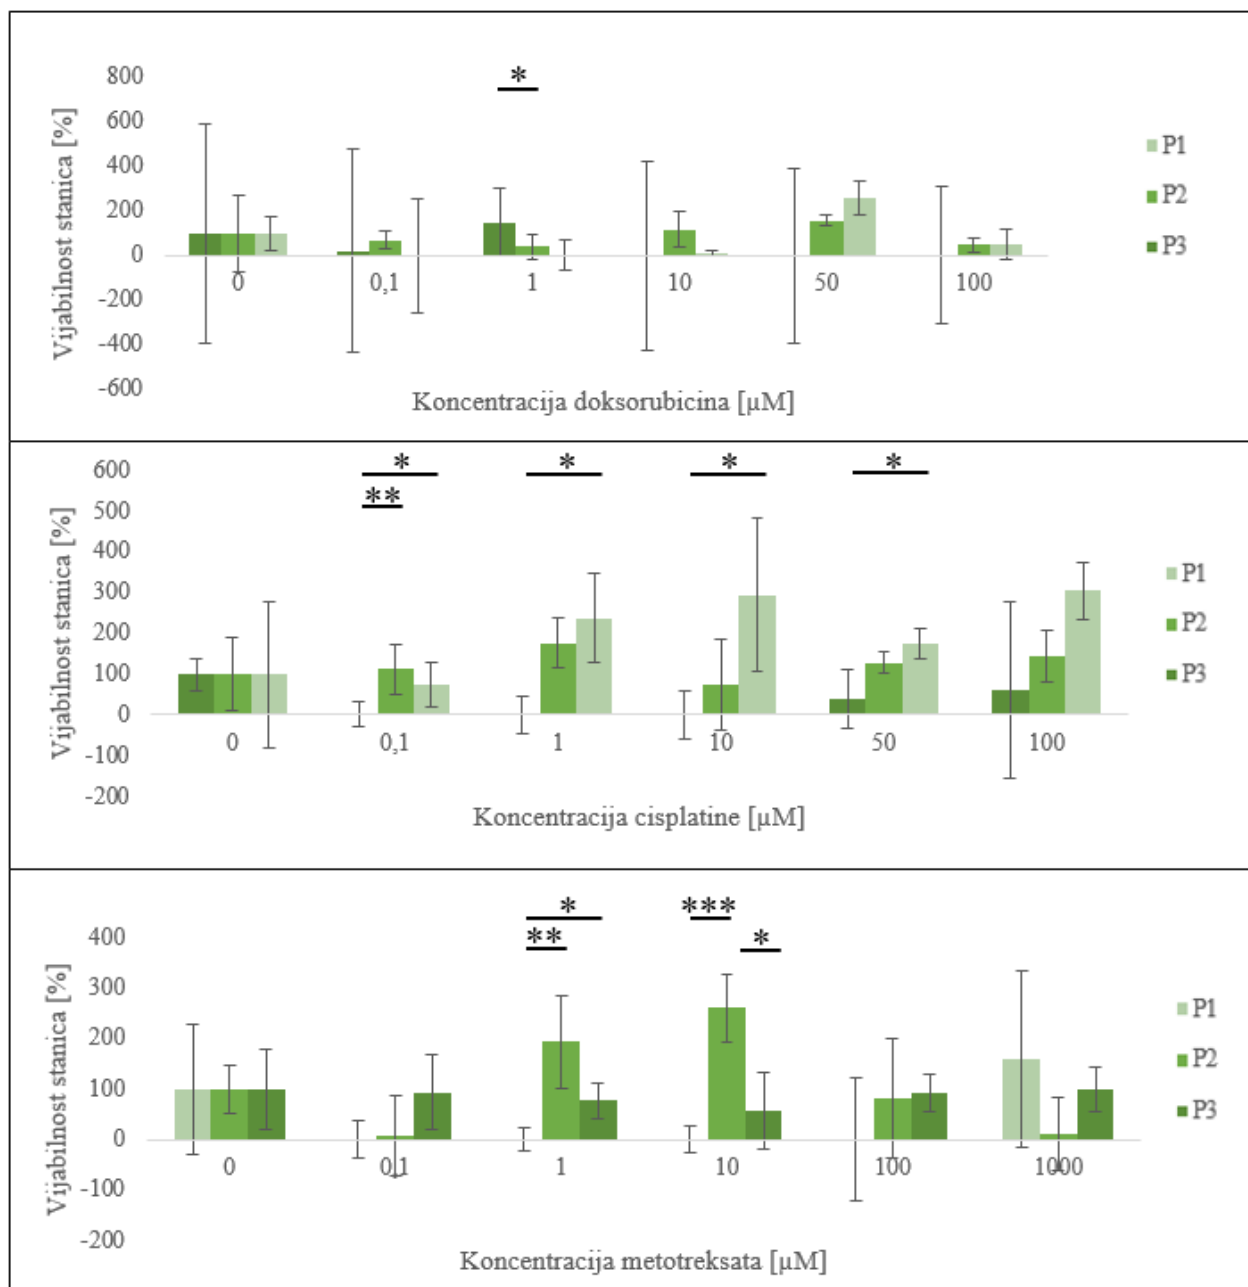 800
600
400
200
0
-200
-400
-600
Vijabilnost stanica [%]
*
0 0,1 1 10 50 100
Koncentracija doksorubicina [µM]
P1
P2
P3
600
500
400
300
200
100
0
-100
-200
Vijabilnost stanica [%]
* * * *
**
0 0,1 1 10 50 100
Koncentracija cisplatine [µM]
P1
P2
P3
400
300
200
100
0
-100
-200
Vijabilnost stanica [%]
* ***
** *
0 0,1 1 10 100 1000
Koncentracija metotreksata [µM]
P1
P2
P3